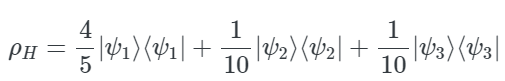 ρ_H = 4/5 |ψ₁⟩⟨ψ₁| + 1/10 |ψ₂⟩⟨ψ₂| + 1/10 |ψ₃⟩⟨ψ₃|